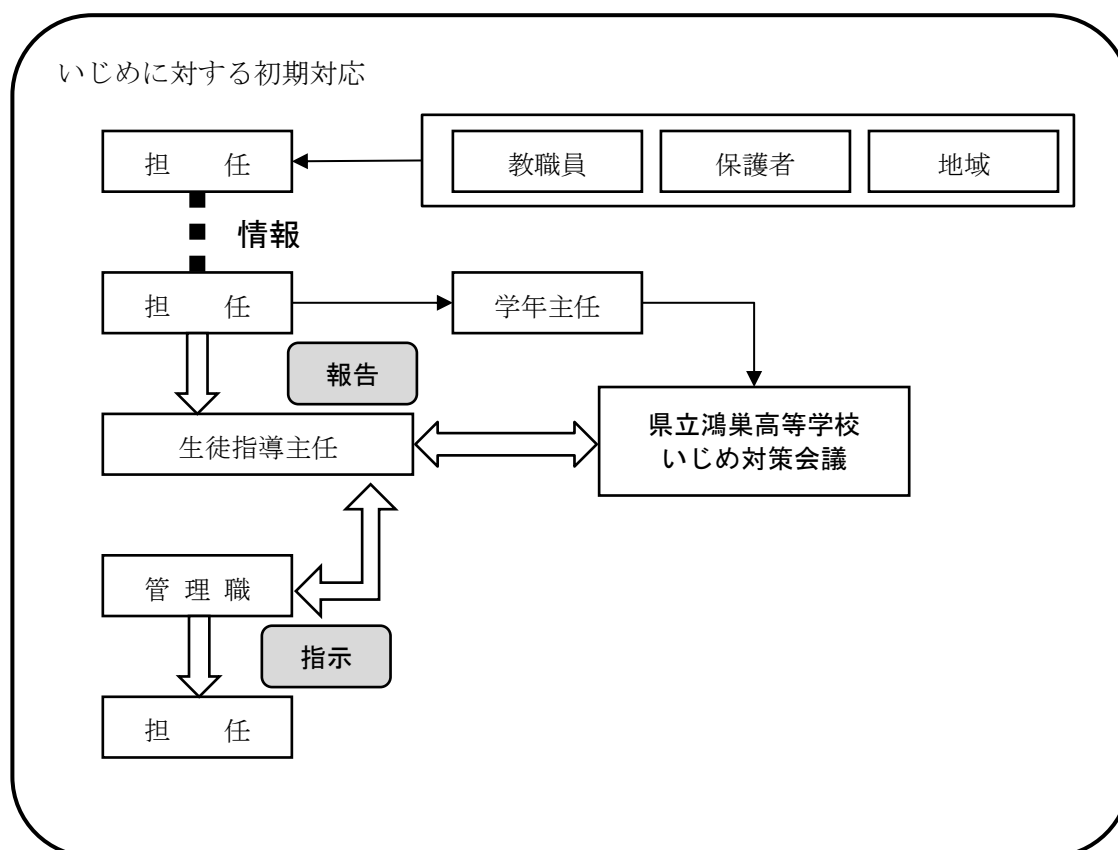 いじめに対する初期対応
担　　任
教職員
保護者
地域
情報
担　　任
学年主任
報告
生徒指導主任
県立鴻巣高等学校
いじめ対策会議
管 理 職
指示
担　　任